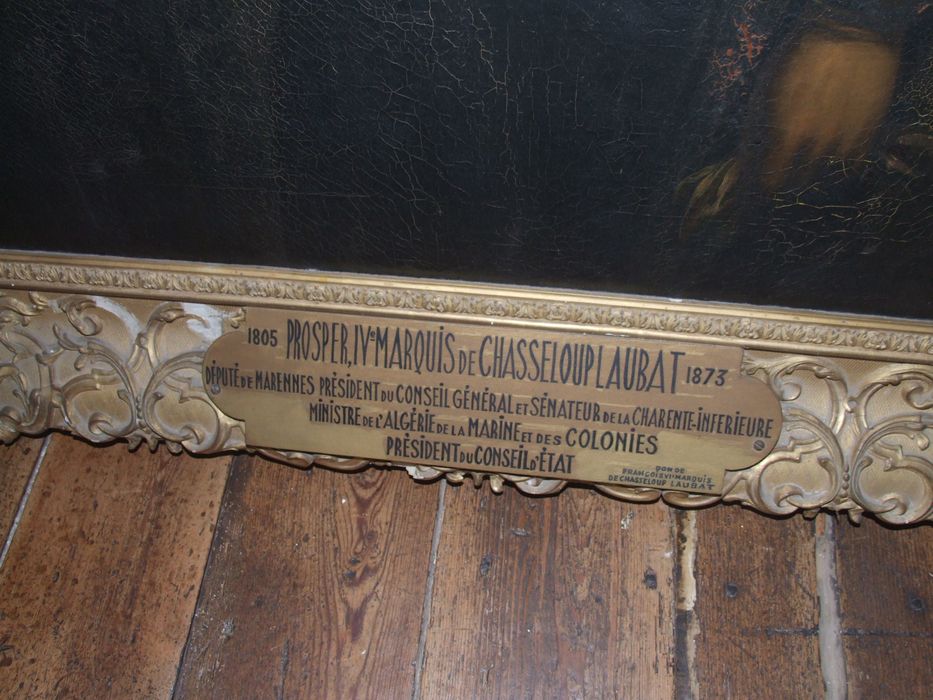 1805 PROSPER, IVe MARQUIS DE CHASSELOUP LAUBAT 1873
DÉPUTÉ DE MARENNES PRÉSIDENT DU CONSEIL GÉNÉRAL ET SÉNATEUR DE LA CHARENTE-INFERIEURE
MINISTRE DE L'ALGÉRIE DE LA MARINE ET DES COLONIES
PRÉSIDENT DU CONSEIL D'ÉTAT
DON DE
FRANÇOIS VIIe MARQUIS
DE CHASSELOUP LAUBAT